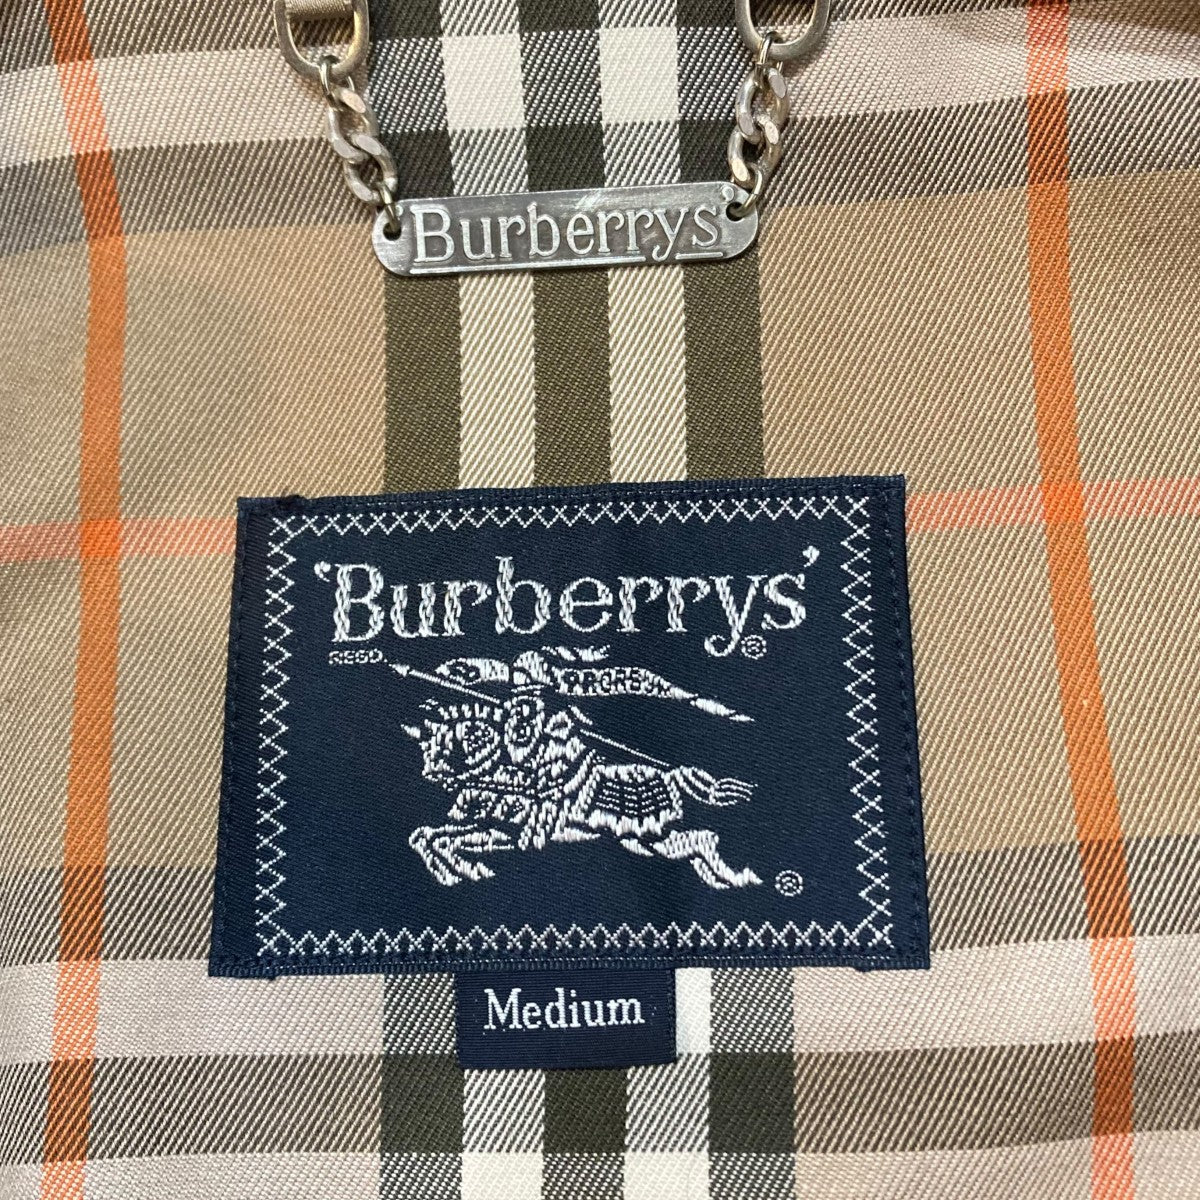 Burberrys'
'Burberrys'®
REGD.
PRORSUM
®
Medium